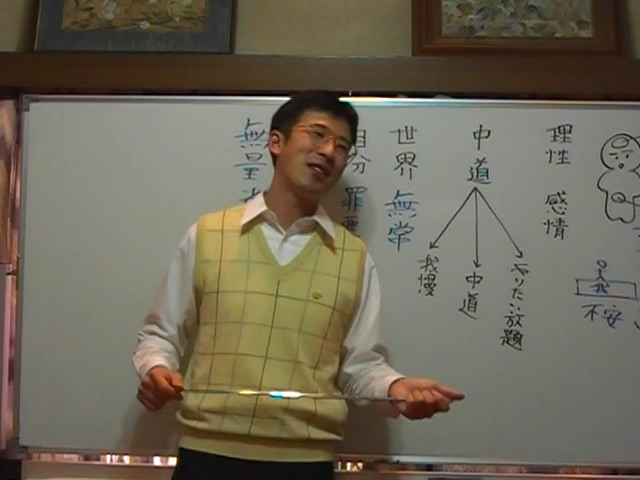 理性 感情
不安
中道
我慢
中道
やりたい放題
世界 無常
自分 罪悪
無量